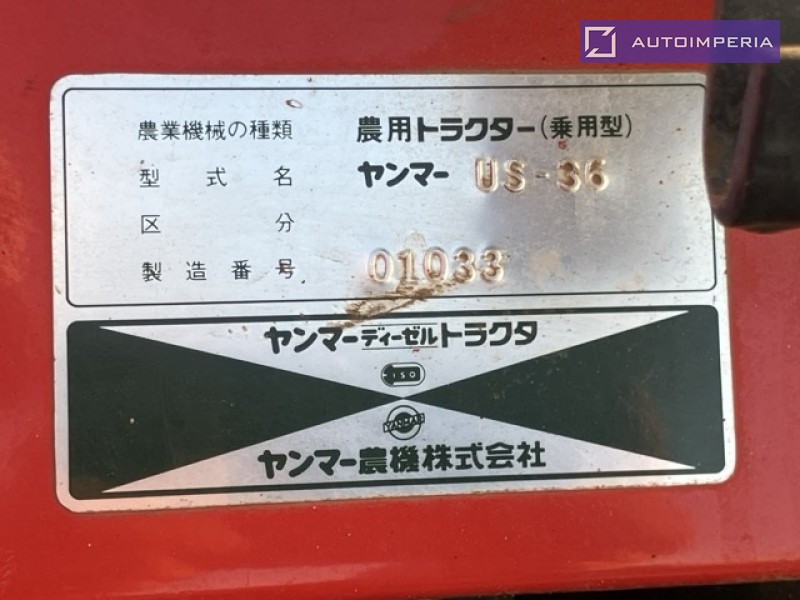 AUTOIMPERIA
農業機械の種類 農用トラクター(乗用型)
型式名 ヤンマー US-36
区分
製造番号 01033
ヤンマーディーゼルトラクタ
ISO
YANMAR
ヤンマー農機株式会社